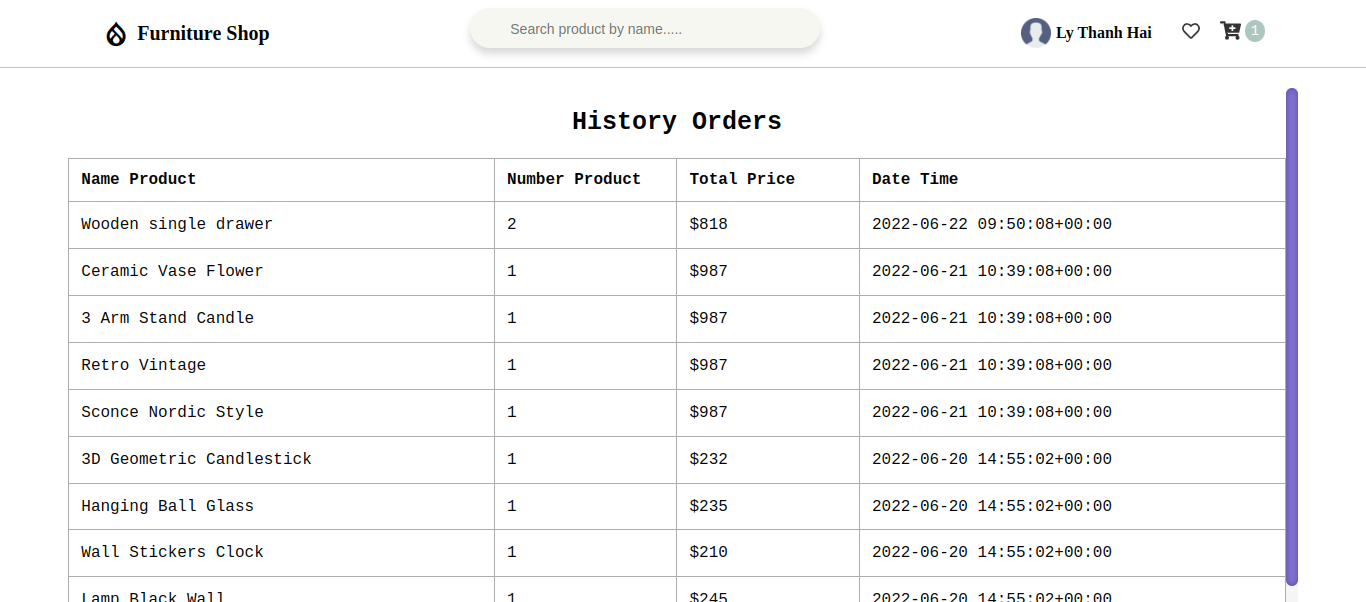 Furniture Shop
Search product by name.....
Ly Thanh Hai
1
History Orders
Name Product Number Product Total Price Date Time
Wooden single drawer 2 $818 2022-06-22 09:50:08+00:00
Ceramic Vase Flower 1 $987 2022-06-21 10:39:08+00:00
3 Arm Stand Candle 1 $987 2022-06-21 10:39:08+00:00
Retro Vintage 1 $987 2022-06-21 10:39:08+00:00
Sconce Nordic Style 1 $987 2022-06-21 10:39:08+00:00
3D Geometric Candlestick 1 $232 2022-06-20 14:55:02+00:00
Hanging Ball Glass 1 $235 2022-06-20 14:55:02+00:00
Wall Stickers Clock 1 $210 2022-06-20 14:55:02+00:00
Lamp Black Wall 1 $245 2022-06-20 14:55:02+00:00